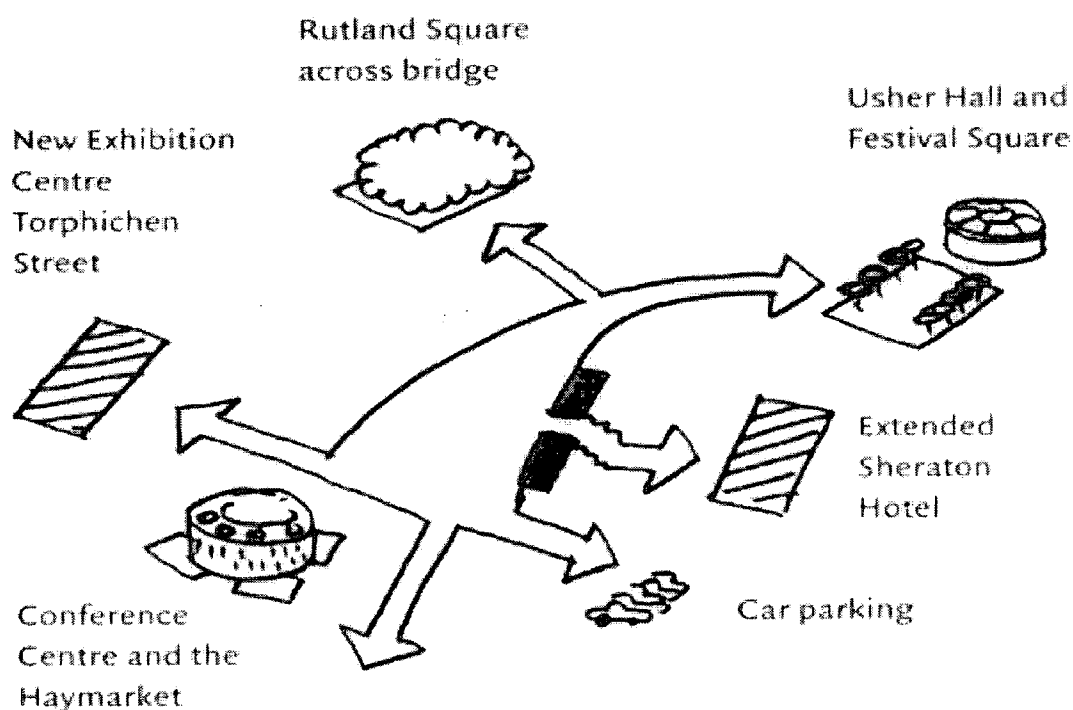 Rutland Square
across bridge
Usher Hall and
Festival Square
New Exhibition
Centre
Torphichen
Street
Extended
Sheraton
Hotel
Car parking
Conference
Centre and the
Haymarket